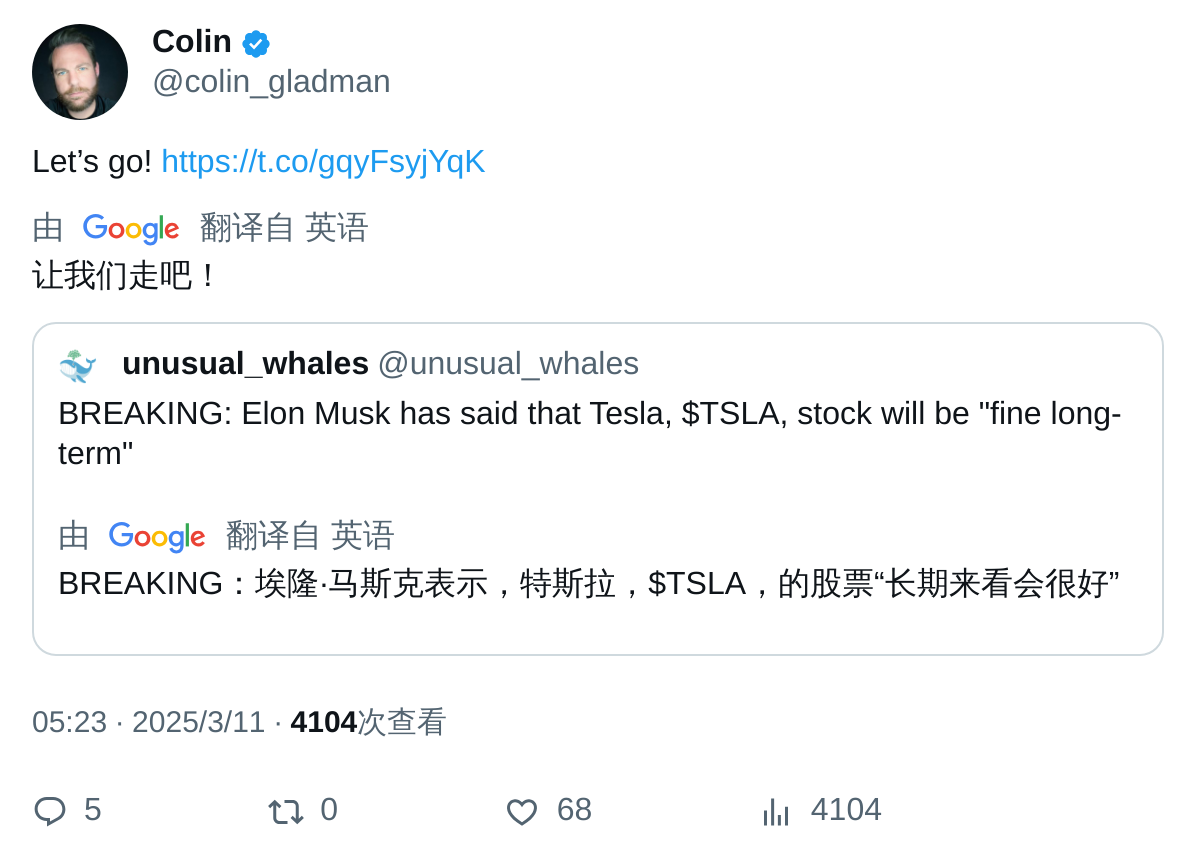 Colin
@colin_gladman
Let’s go! https://t.co/gqyFsyjYqK
由 Google 翻译自 英语
让我们走吧！
unusual_whales @unusual_whales
BREAKING: Elon Musk has said that Tesla, $TSLA, stock will be "fine long-
term"
由 Google 翻译自 英语
BREAKING：埃隆·马斯克表示，特斯拉，$TSLA，的股票“长期来看会很好”
05:23 · 2025/3/11 · 4104次查看
5 0 68 4104